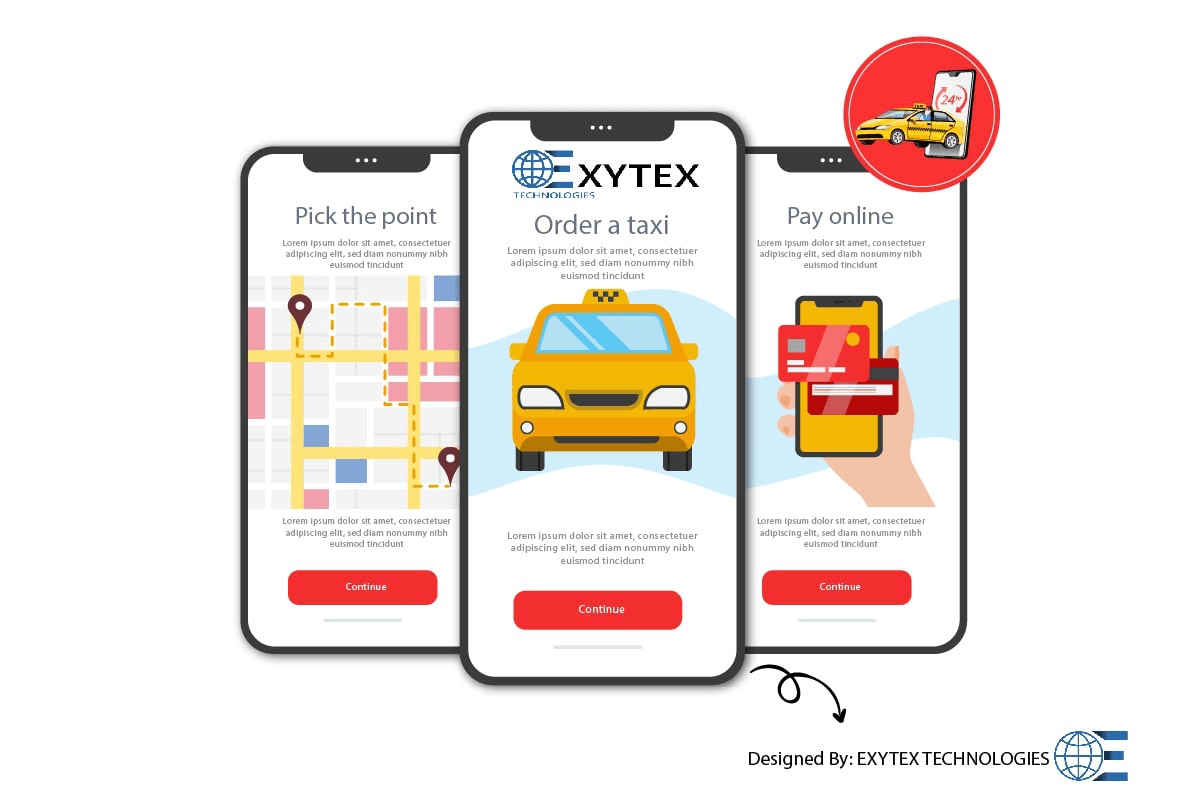 Pick the point
Lorem ipsum dolor sit amet, consectetuer
adipiscing elit, sed diam nonummy nibh
euismod tincidunt
Lorem ipsum dolor sit amet, consectetuer
adipiscing elit, sed diam nonummy nibh
euismod tincidunt
Continue
EXYTEX
TECHNOLOGIES
Order a taxi
Lorem ipsum dolor sit amet, consectetuer
adipiscing elit, sed diam nonummy nibh
euismod tincidunt
Lorem ipsum dolor sit amet, consectetuer
adipiscing elit, sed diam nonummy nibh
euismod tincidunt
Continue
TAXI
Pay online
Lorem ipsum dolor sit amet, consectetuer
adipiscing elit, sed diam nonummy nibh
euismod tincidunt
Lorem ipsum dolor sit amet, consectetuer
adipiscing elit, sed diam nonummy nibh
euismod tincidunt
Continue
Designed By: EXYTEX TECHNOLOGIES E